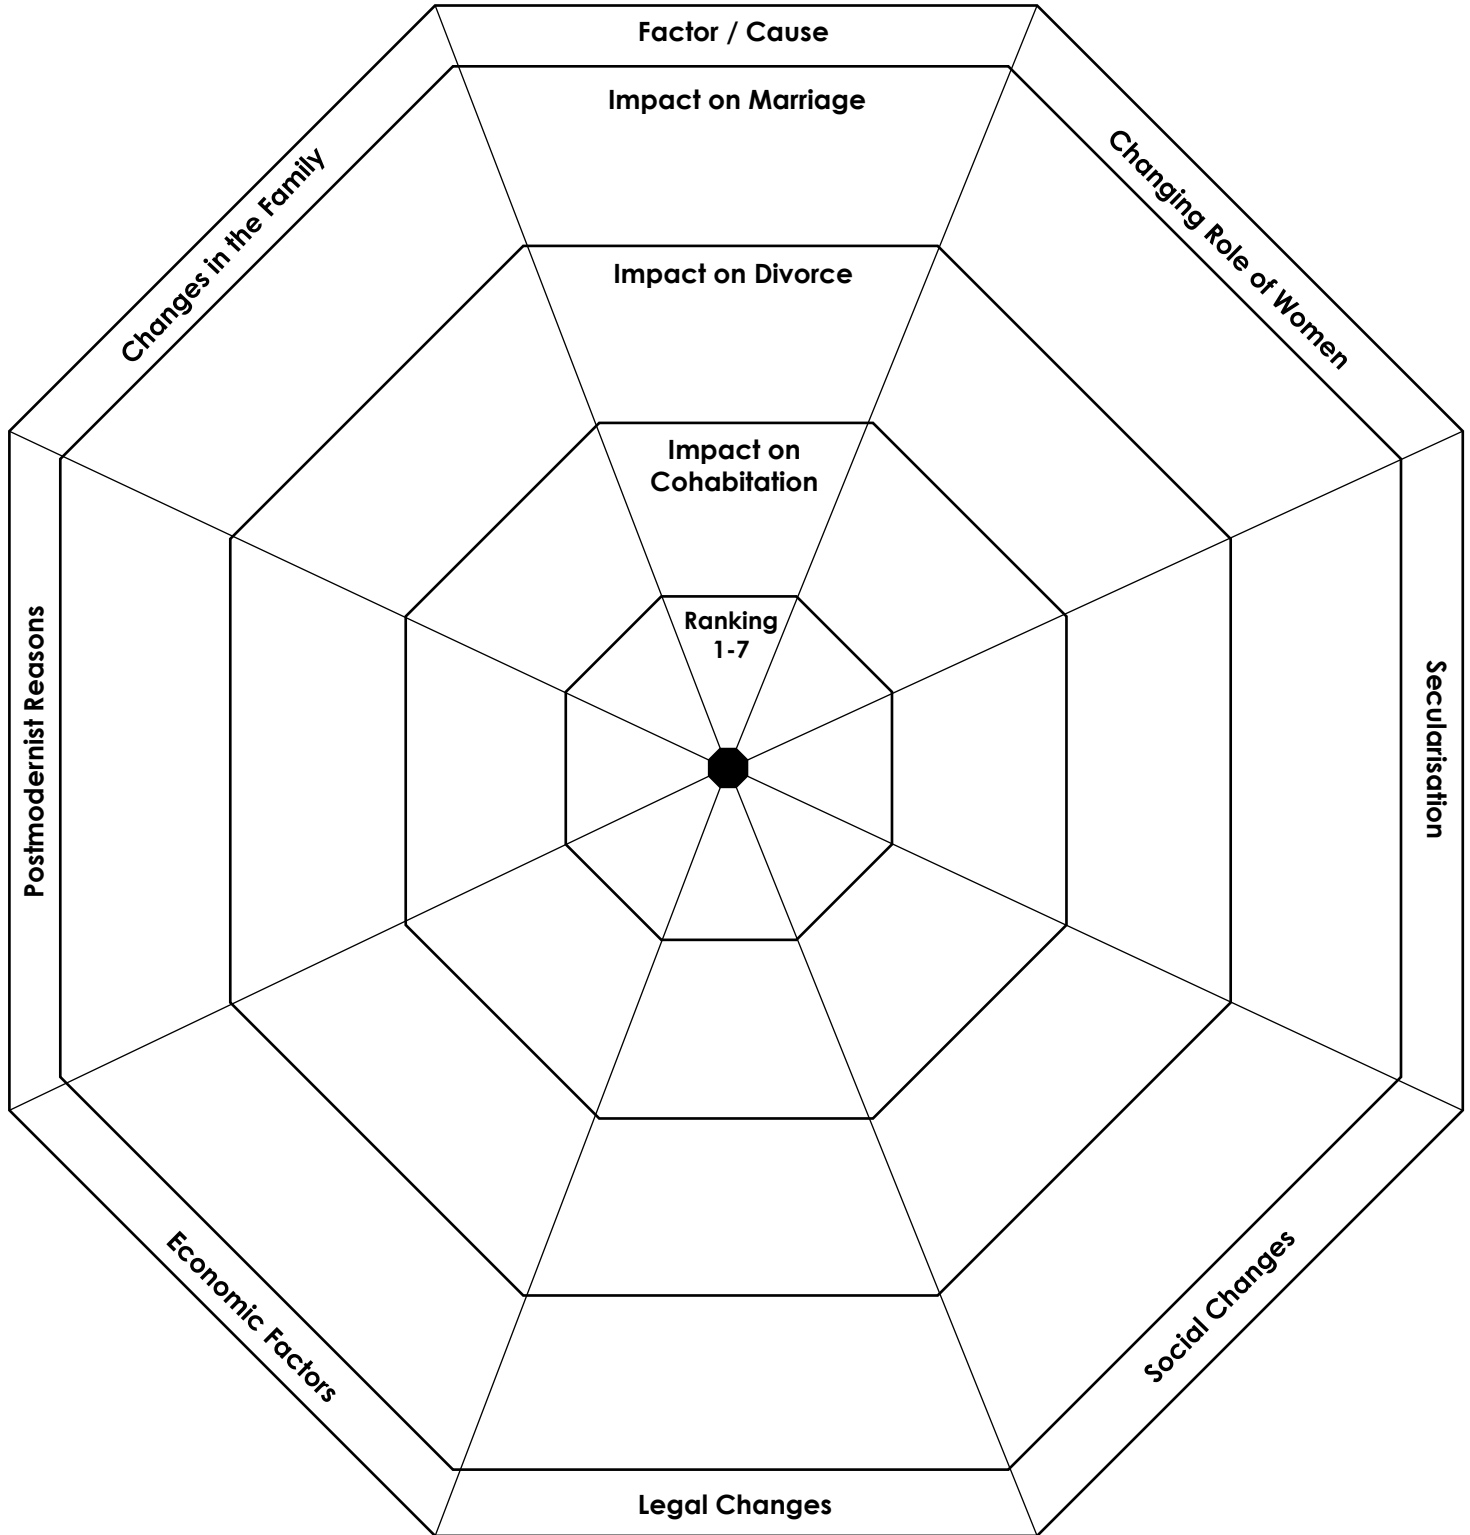 Factor / Cause
Impact on Marriage
Impact on Divorce
Impact on
Cohabitation
Ranking
1-7
Changing Role of Women
Secularisation
Social Changes
Legal Changes
Economic Factors
Postmodernist Reasons
Changes in the Family